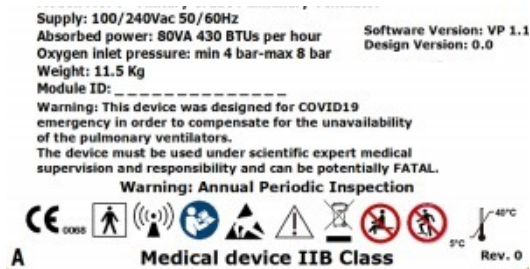 Supply: 100/240Vac 50/60Hz
Absorbed power: 80VA 430 BTUs per hour
Oxygen inlet pressure: min 4 bar-max 8 bar
Weight: 11.5 Kg
Module ID: _ _ _ _ _ _ _ _ _ _ _ _ _ _
Software Version: VP 1.1
Design Version: 0.0
Warning: This device was designed for COVID19
emergency in order to compensate for the unavailability
of the pulmonary ventilators.
The device must be used under scientific expert medical
supervision and responsibility and can be potentially FATAL.
Warning: Annual Periodic Inspection
CE 0068
5°C 40°C
A Medical device IIB Class Rev. 0